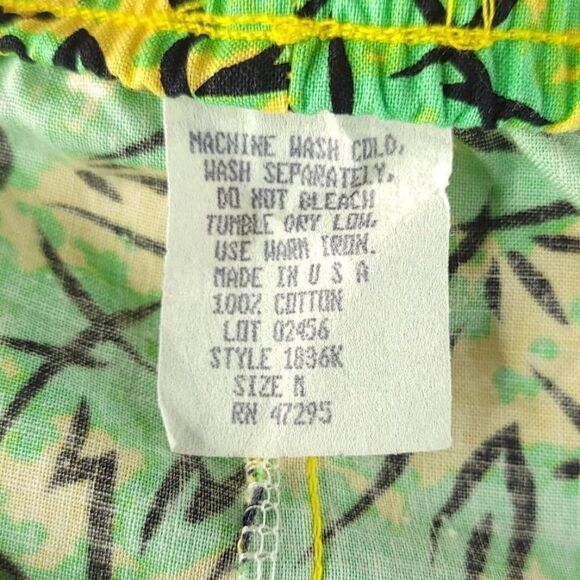 MACHINE WASH COLD,
WASH SEPARATELY,
DO NOT BLEACH
TUMBLE DRY LOW,
USE WARM IRON.
MADE IN U S A
100% COTTON
LOT 02456
STYLE 1836K
SIZE M
RN 47295